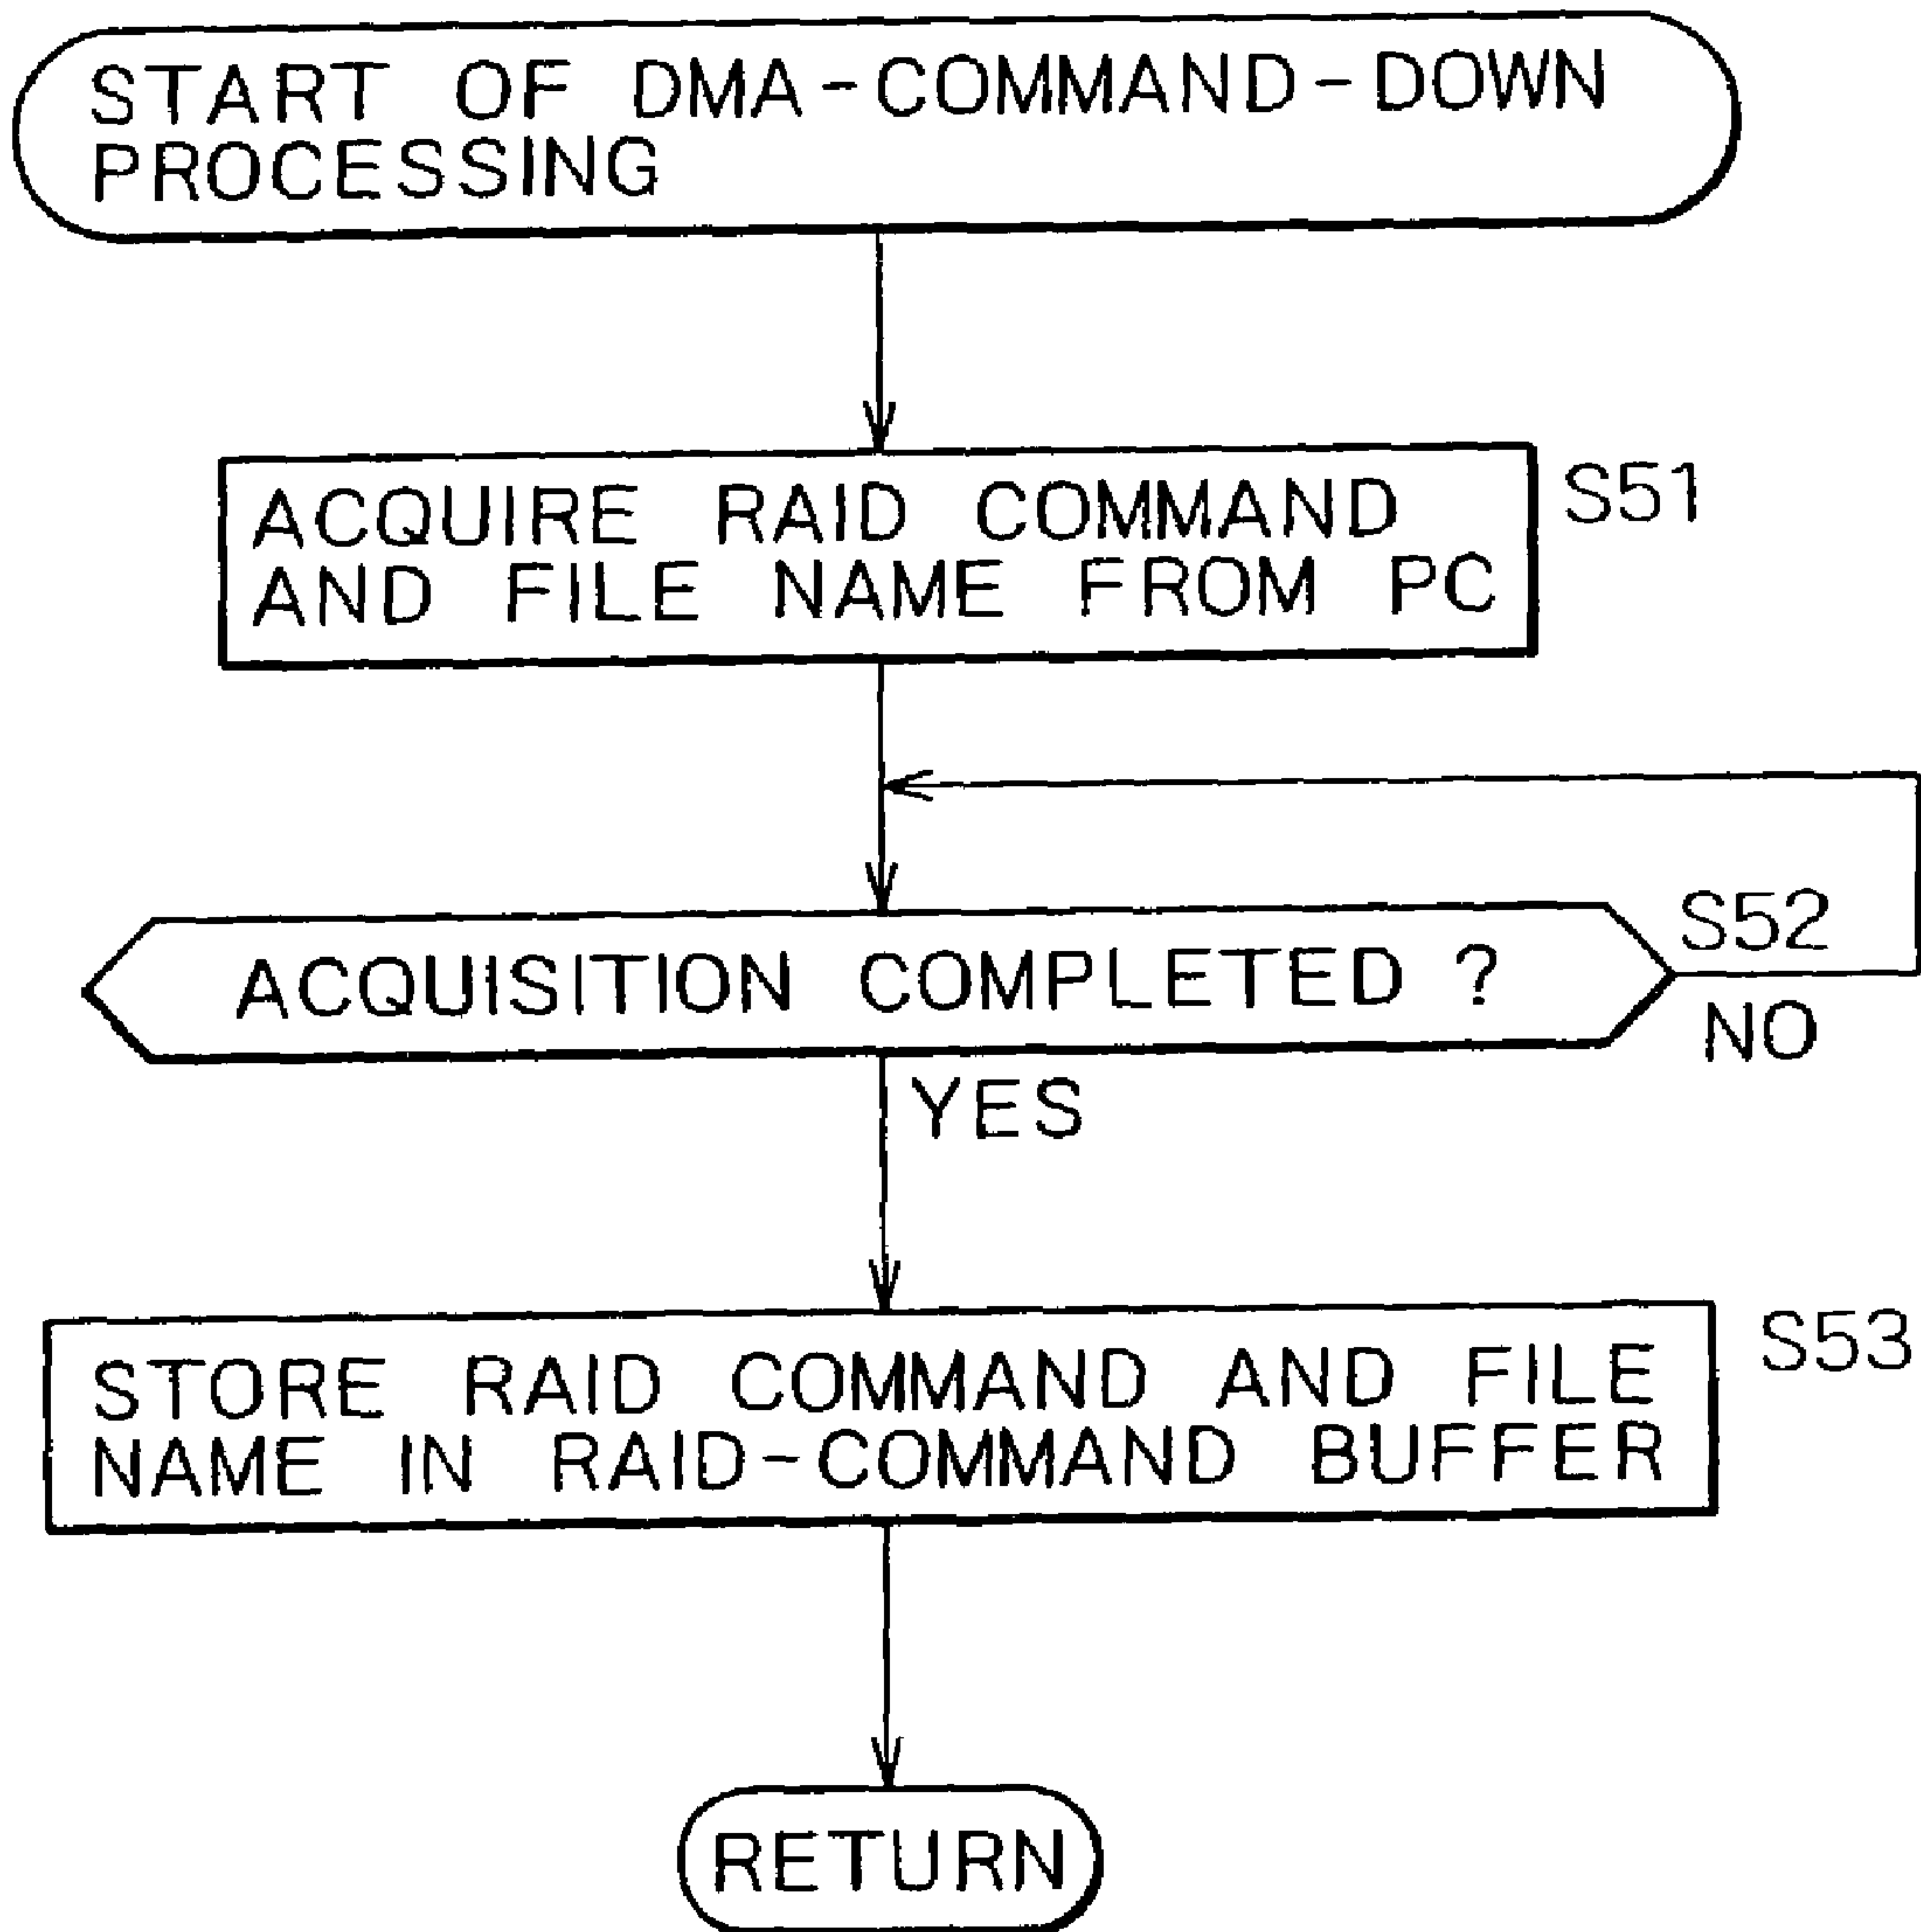 START OF DMA-COMMAND-DOWN
PROCESSING
ACQUIRE RAID COMMAND
AND FILE NAME FROM PC
S51
ACQUISITION COMPLETED ?
S52
NO
YES
STORE RAID COMMAND AND FILE
NAME IN RAID-COMMAND BUFFER
S53
RETURN